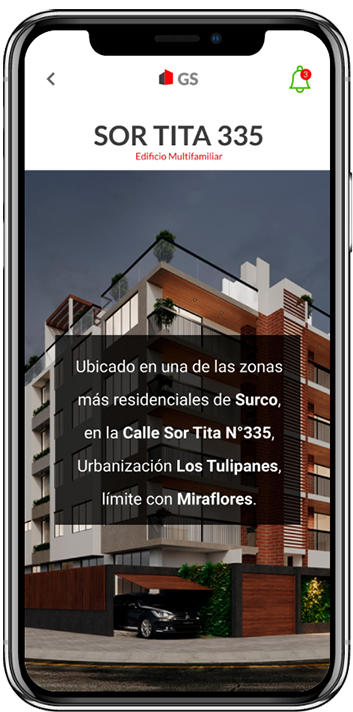 GS
3
SOR TITA 335
Edificio Multifamiliar
Ubicado en una de las zonas
más residenciales de Surco,
en la Calle Sor Tita N°335,
Urbanización Los Tulipanes,
límite con Miraflores.